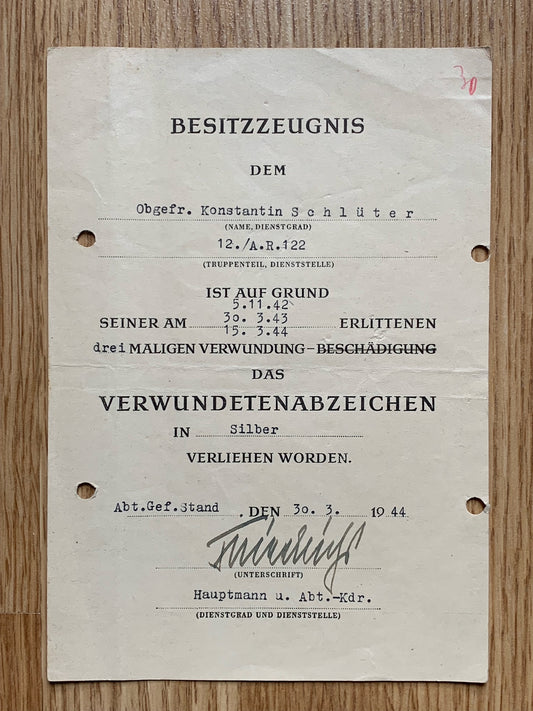 30
BESITZZEUGNIS
DEM
Obgefr. Konstantin Schlüter
(NAME, DIENSTGRAD)
12./A.R.122
(TRUPPENTEIL, DIENSTSTELLE)
IST AUF GRUND
5.11.42
SEINER AM 30. 3.43 ERLITTENEN
15. 3.44
drei MALIGEN VERWUNDUNG – BESCHÄDIGUNG
DAS
VERWUNDETENABZEICHEN
IN Silber
VERLIEHEN WORDEN.
Abt.Gef.Stand, DEN 30. 3. 1944
Friedrichs
(UNTERSCHRIFT)
Hauptmann u. Abt.-Kdr.
(DIENSTGRAD UND DIENSTSTELLE)